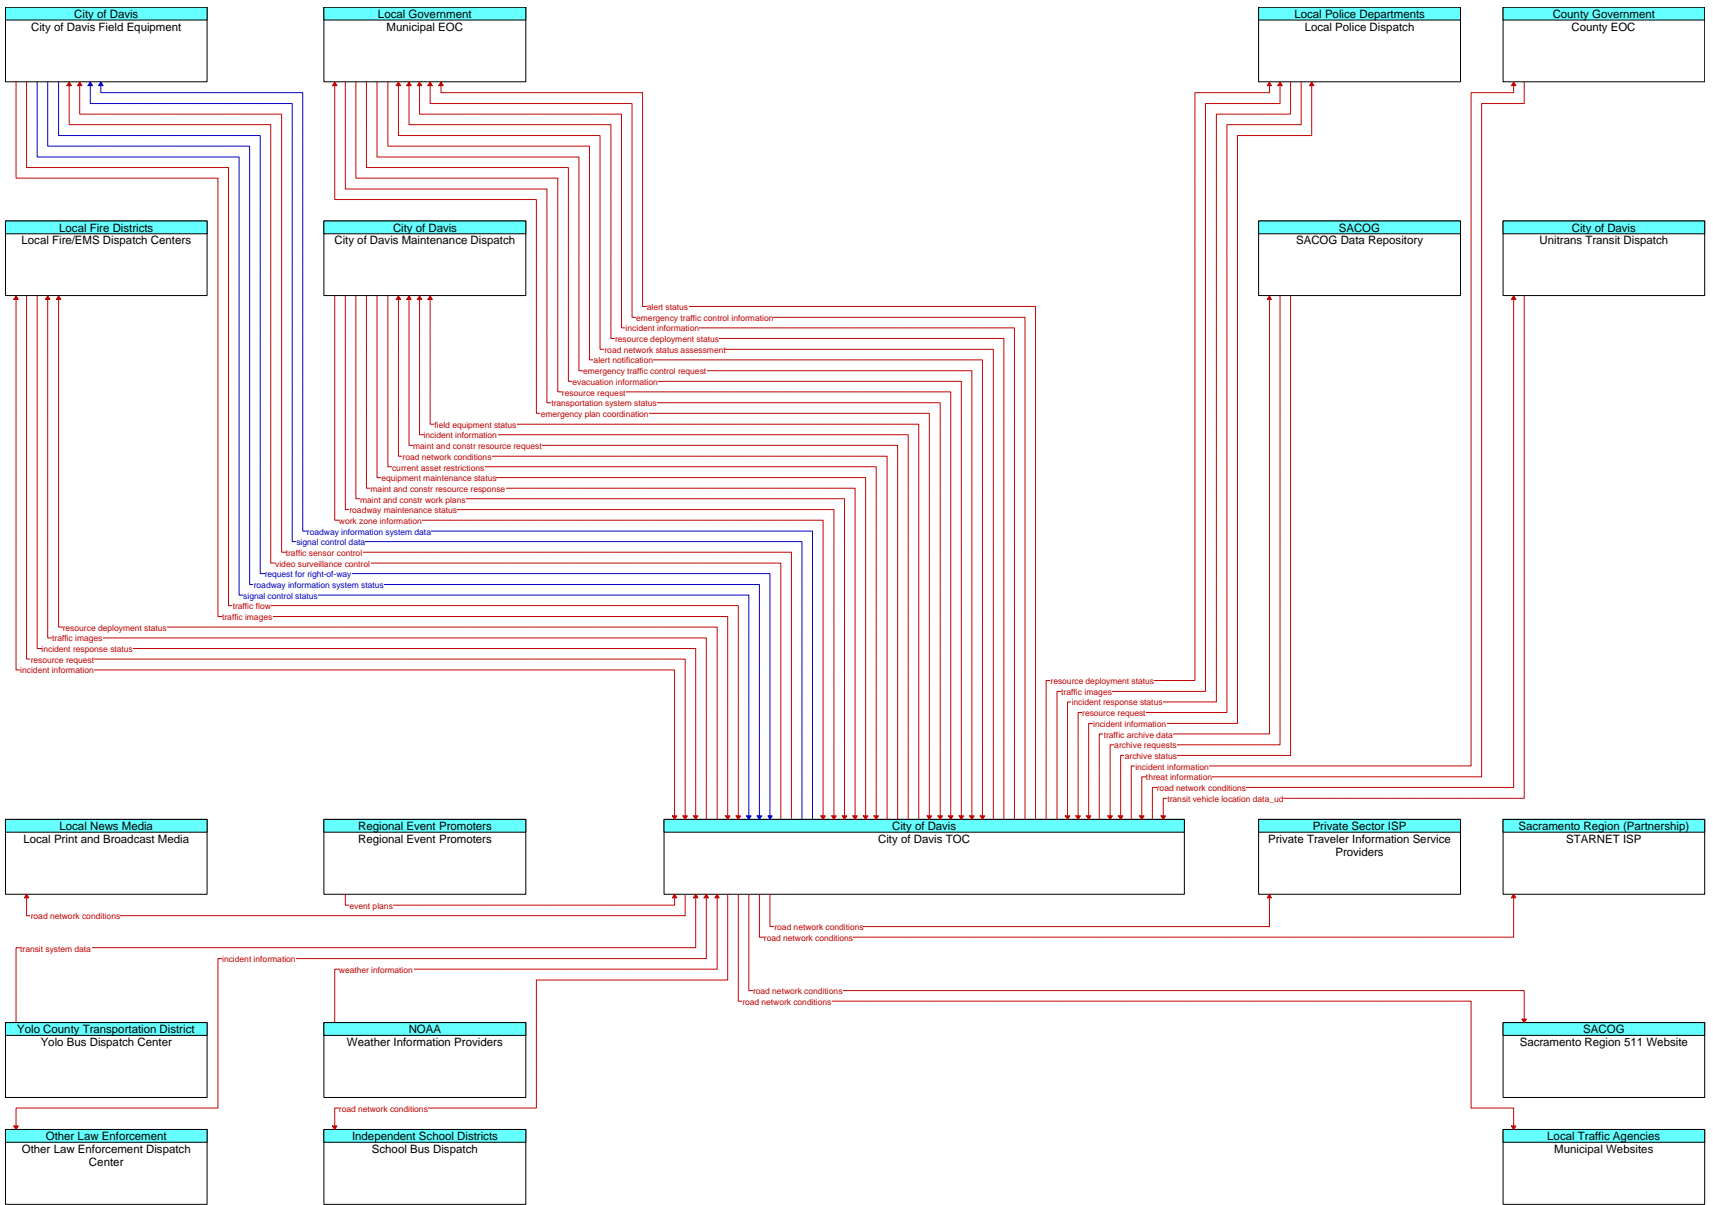 City of Davis
City of Davis Field Equipment
Local Government
Municipal EOC
Local Police Departments
Local Police Dispatch
County Government
County EOC
Local Fire Districts
Local Fire/EMS Dispatch Centers
City of Davis
City of Davis Maintenance Dispatch
SACOG
SACOG Data Repository
City of Davis
Unitrans Transit Dispatch
alert status
emergency traffic control information
incident information
resource deployment status
road network status assessment
alert notification
emergency traffic control request
evacuation information
resource request
transportation system status
emergency plan coordination
field equipment status
incident information
maint and constr resource request
road network conditions
current asset restrictions
equipment maintenance status
maint and constr resource response
maint and constr work plans
roadway maintenance status
work zone information
roadway information system data
signal control data
traffic sensor control
video surveillance control
request for right-of-way
roadway information system status
signal control status
traffic flow
traffic images
resource deployment status
traffic images
incident response status
resource request
incident information
resource deployment status
traffic images
incident response status
resource request
incident information
traffic archive data
archive requests
archive status
incident information
threat information
road network conditions
transit vehicle location data_ud
Local News Media
Local Print and Broadcast Media
Regional Event Promoters
Regional Event Promoters
City of Davis
City of Davis TOC
Private Sector ISP
Private Traveler Information Service
Providers
Sacramento Region (Partnership)
STARNET ISP
event plans
road network conditions
road network conditions
road network conditions
transit system data
incident information
weather information
road network conditions
road network conditions
Yolo County Transportation District
Yolo Bus Dispatch Center
NOAA
Weather Information Providers
SACOG
Sacramento Region 511 Website
road network conditions
Other Law Enforcement
Other Law Enforcement Dispatch
Center
Independent School Districts
School Bus Dispatch
Local Traffic Agencies
Municipal Websites